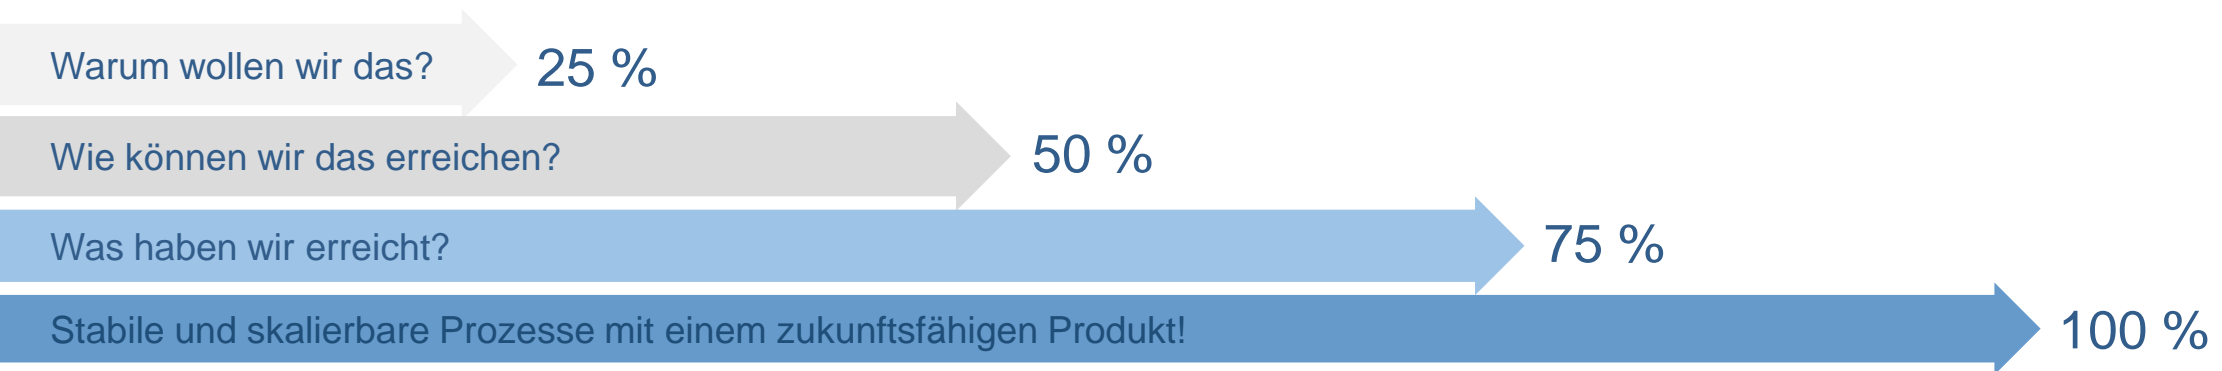 Warum wollen wir das? 25 %
Wie können wir das erreichen? 50 %
Was haben wir erreicht? 75 %
Stabile und skalierbare Prozesse mit einem zukunftsfähigen Produkt! 100 %